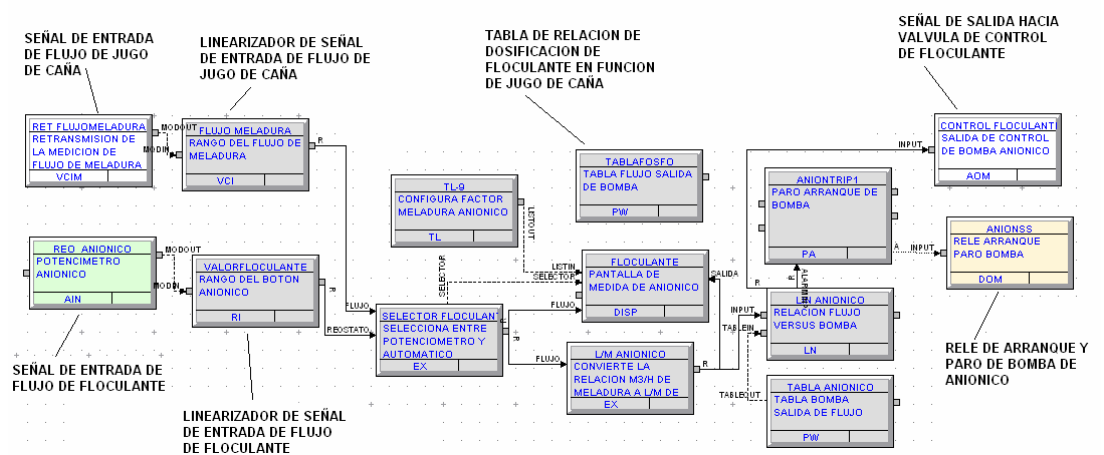 SEÑAL DE ENTRADA
DE FLUJO DE JUGO
DE CAÑA
LINEARIZADOR DE SEÑAL
DE ENTRADA DE FLUJO DE
JUGO DE CAÑA
TABLA DE RELACION DE
DOSIFICACION DE
FLOCULANTE EN FUNCION
DE JUGO DE CAÑA
SEÑAL DE SALIDA HACIA
VALVULA DE CONTROL
DE FLOCULANTE
RET FLUJOMELADURA
RETRANSMISION DE
LA MEDICION DE
FLUJO DE MELADURA
VCIM
MODOUT
MODIN
FLUJO MELADURA
RANGO DEL FLUJO DE
MELADURA
VCI
R
TL-9
CONFIGURA FACTOR
MELADURA ANIONICO
TL
LISTOUT
TABLAFOSFO
TABLA FLUJO SALIDA
DE BOMBA
PW
INPUT
CONTROL FLOCULANTI
SALIDA DE CONTROL
DE BOMBA ANIONICO
AOM
ANIONTRIP1
PARO ARRANQUE DE
BOMBA
PA
A
INPUT
ANIONSS
RELE ARRANQUE
PARO BOMBA
DOM
REO_ANIONICO
POTENCIMETRO
ANIONICO
AIN
MODOUT
MODIN
VALORFLOCULANTE
RANGO DEL BOTON
ANIONICO
RI
R
FLUJO
REOSTATO
SELECTOR
SELECTOR FLOCULANT
SELECCIONA ENTRE
POTENCIOMETRO Y
AUTOMATICO
EX
LISTIN
SELECTOR
FLUJO
FLOCULANTE
PANTALLA DE
MEDIDA DE ANIONICO
DISP
SALIDA
FLUJO
L/M ANIONICO
CONVIERTE LA
RELACION M3/H DE
MELADURA A L/M DE
EX
R
INPUT
TABLEIN
R
ALARMHI
LN ANIONICO
RELACION FLUJO
VERSUS BOMBA
LN
TABLEOUT
TABLA ANIONICO
TABLA BOMBA
SALIDA DE FLUJO
PW
SEÑAL DE ENTRADA DE
FLUJO DE FLOCULANTE
LINEARIZADOR DE SEÑAL
DE ENTRADA DE FLUJO
DE FLOCULANTE
RELE DE ARRANQUE Y
PARO DE BOMBA DE
ANIONICO